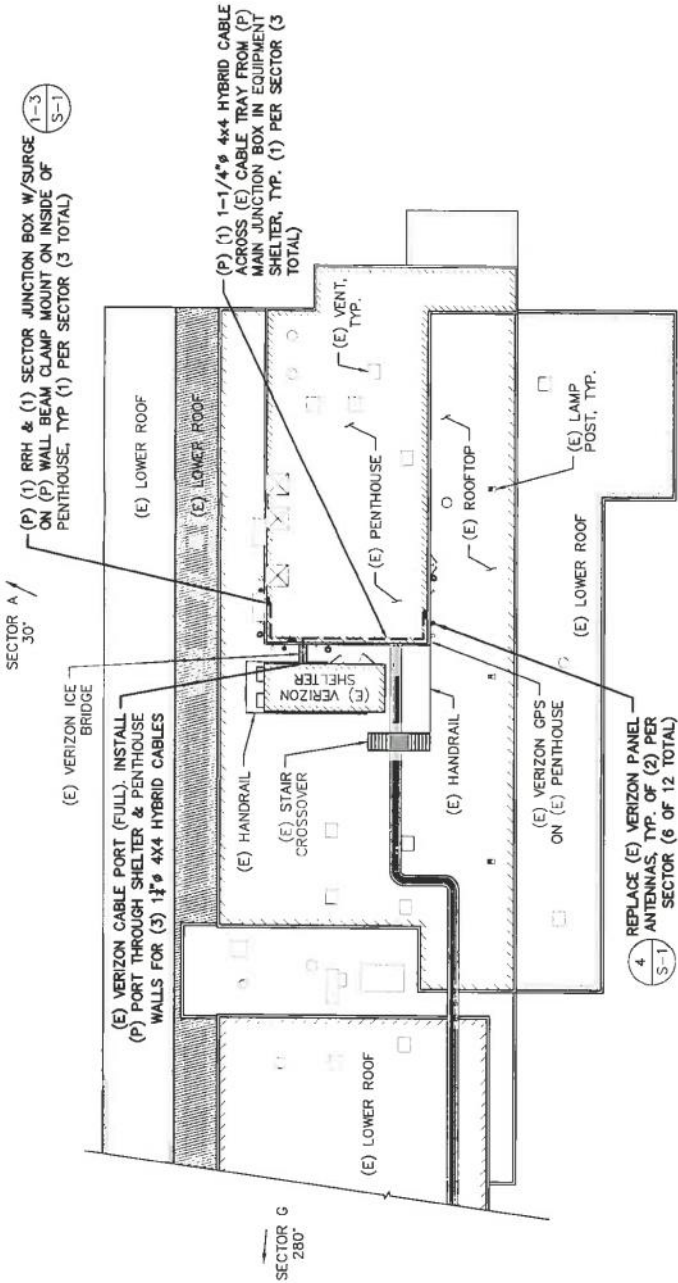 SECTOR A
30°
(P) (1) RRH & (1) SECTOR JUNCTION BOX W/SURGE
ON (P) WALL BEAM CLAMP MOUNT ON INSIDE OF
PENTHOUSE, TYP (1) PER SECTOR (3 TOTAL)
1-3
S-1
(E) VERIZON ICE
BRIDGE
(E) VERIZON CABLE PORT (FULL). INSTALL
(P) PORT THROUGH SHELTER & PENTHOUSE
WALLS FOR (3) 1¼"ø 4X4 HYBRID CABLES
(P) (1) 1-1/4"ø 4x4 HYBRID CABLE
ACROSS (E) CABLE TRAY FROM (P)
MAIN JUNCTION BOX IN EQUIPMENT
SHELTER, TYP. (1) PER SECTOR (3
TOTAL)
(E) LOWER ROOF
(E) LOWER ROOF
(E) HANDRAIL
(E) VERIZON
SHELTER
(E) STAIR
CROSSOVER
(E) VENT,
TYP.
(E) PENTHOUSE
(E) ROOFTOP
(E) LAMP
POST, TYP.
(E) HANDRAIL
(E) LOWER ROOF
(E) VERIZON GPS
ON (E) PENTHOUSE
(E) LOWER ROOF
SECTOR G
280°
4
S-1
REPLACE (E) VERIZON PANEL
ANTENNAS, TYP. OF (2) PER
SECTOR (6 OF 12 TOTAL)